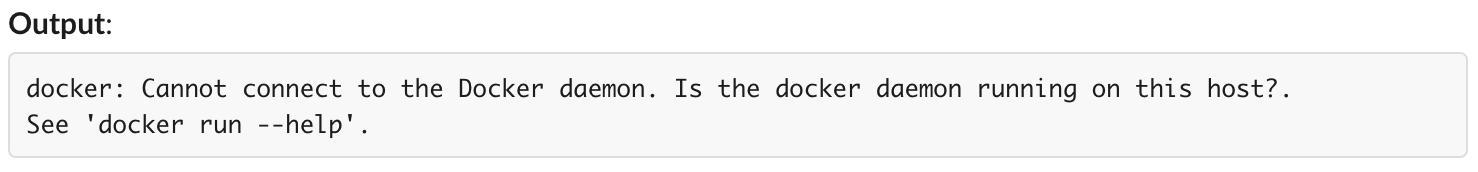 Output:
docker: Cannot connect to the Docker daemon. Is the docker daemon running on this host?.
See 'docker run --help'.